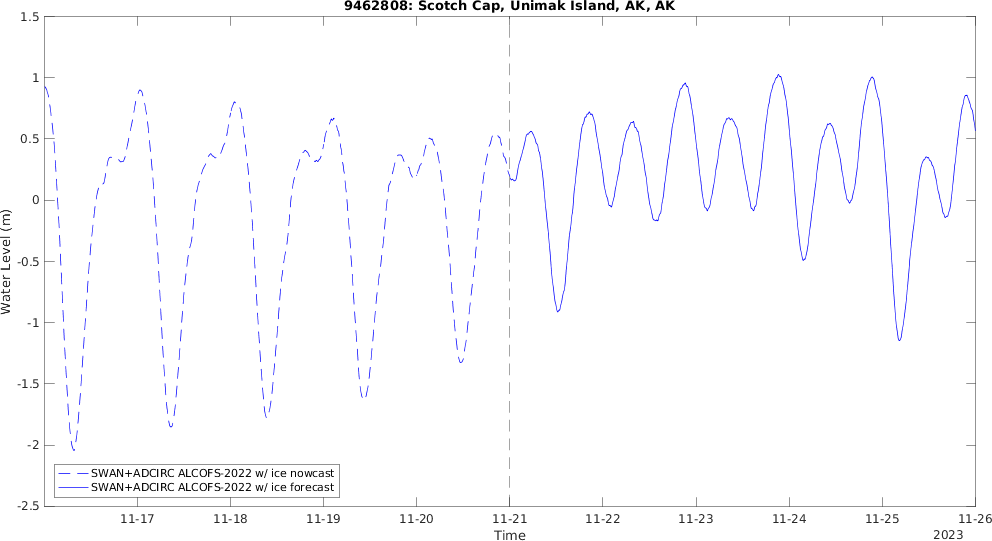 9462808: Scotch Cap, Unimak Island, AK, AK
1.5
1
0.5
0
-0.5
-1
-1.5
-2
-2.5
Water Level (m)
SWAN+ADCIRC ALCOFS-2022 w/ ice nowcast
SWAN+ADCIRC ALCOFS-2022 w/ ice forecast
11-17 11-18 11-19 11-20 11-21 11-22 11-23 11-24 11-25 11-26
Time
2023